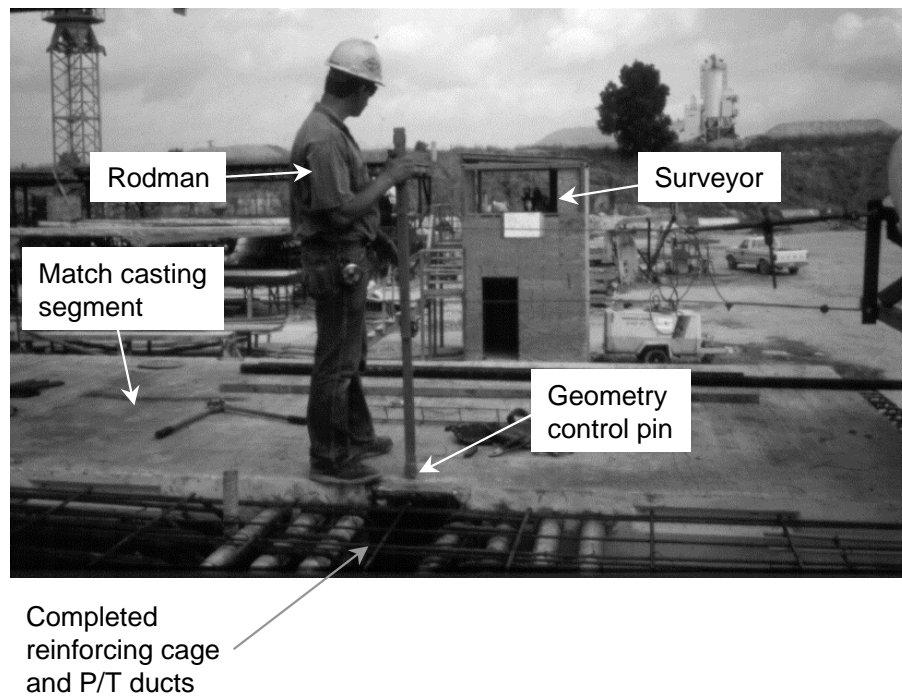 Rodman
Surveyor
Match casting
segment
Geometry
control pin
Completed
reinforcing cage
and P/T ducts